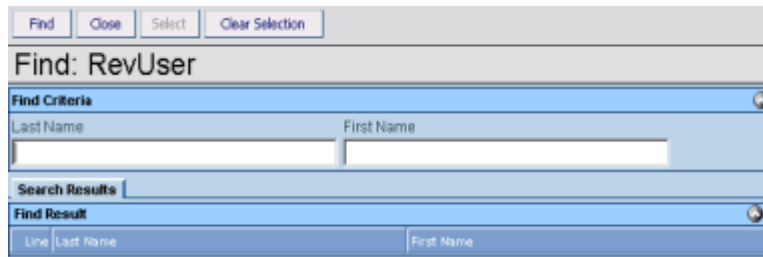 Find Close Select Clear Selection
Find: RevUser
Find Criteria
Last Name First Name
Search Results
Find Result
Line Last Name First Name